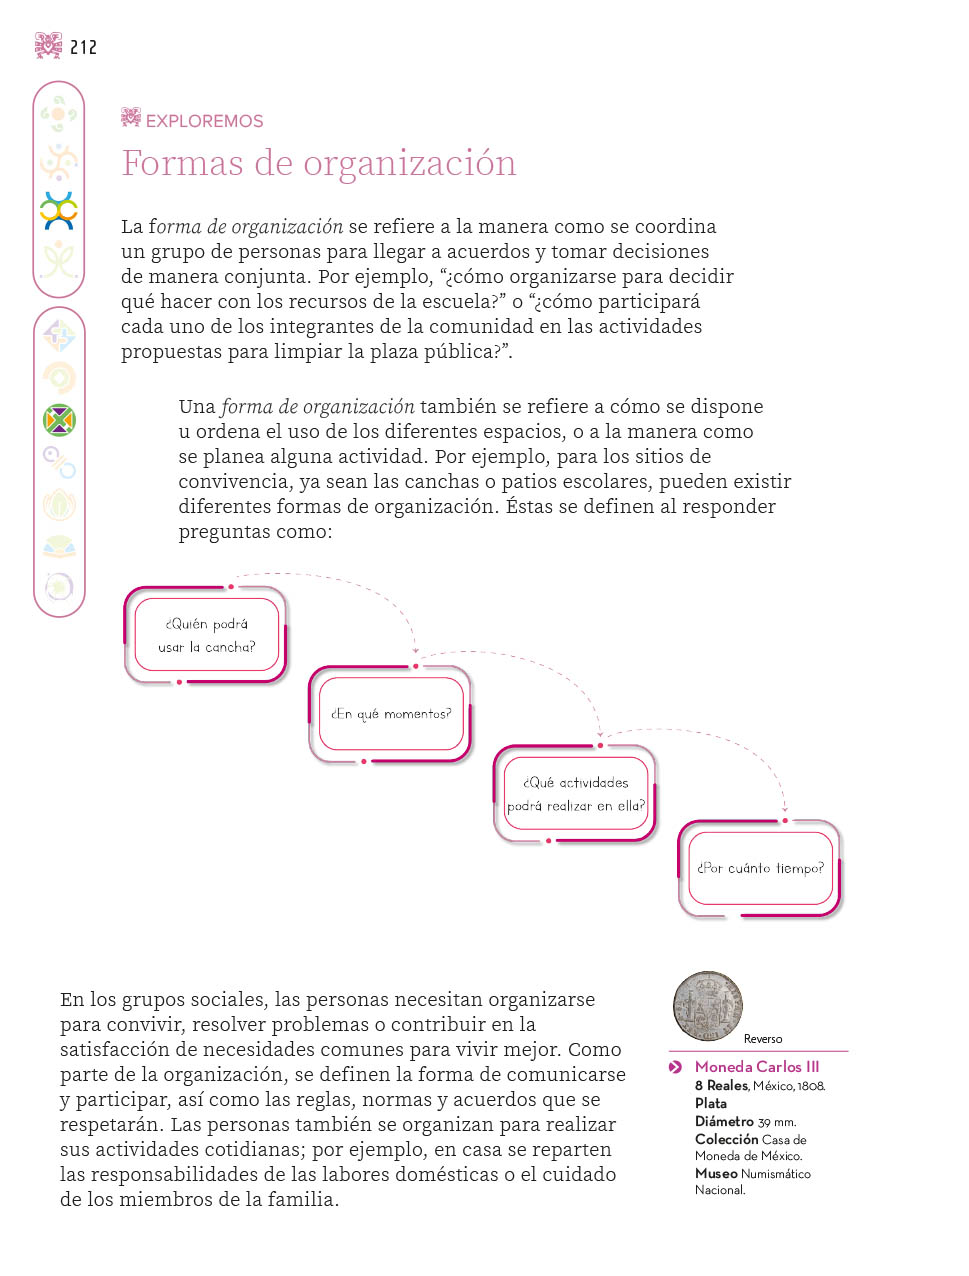 212
EXPLOREMOS
Formas de organización
La forma de organización se refiere a la manera como se coordina
un grupo de personas para llegar a acuerdos y tomar decisiones
de manera conjunta. Por ejemplo, “¿cómo organizarse para decidir
qué hacer con los recursos de la escuela?” o “¿cómo participará
cada uno de los integrantes de la comunidad en las actividades
propuestas para limpiar la plaza pública?”.
Una forma de organización también se refiere a cómo se dispone
u ordena el uso de los diferentes espacios, o a la manera como
se planea alguna actividad. Por ejemplo, para los sitios de
convivencia, ya sean las canchas o patios escolares, pueden existir
diferentes formas de organización. Éstas se definen al responder
preguntas como:
¿Quién podrá
usar la cancha?
¿En qué momentos?
¿Qué actividades
podrá realizar en ella?
¿Por cuánto tiempo?
En los grupos sociales, las personas necesitan organizarse
para convivir, resolver problemas o contribuir en la
satisfacción de necesidades comunes para vivir mejor. Como
parte de la organización, se definen la forma de comunicarse
y participar, así como las reglas, normas y acuerdos que se
respetarán. Las personas también se organizan para realizar
sus actividades cotidianas; por ejemplo, en casa se reparten
las responsabilidades de las labores domésticas o el cuidado
de los miembros de la familia.
Reverso
Moneda Carlos III
8 Reales, México, 1808.
Plata
Diámetro 39 mm.
Colección Casa de
Moneda de México.
Museo Numismático
Nacional.